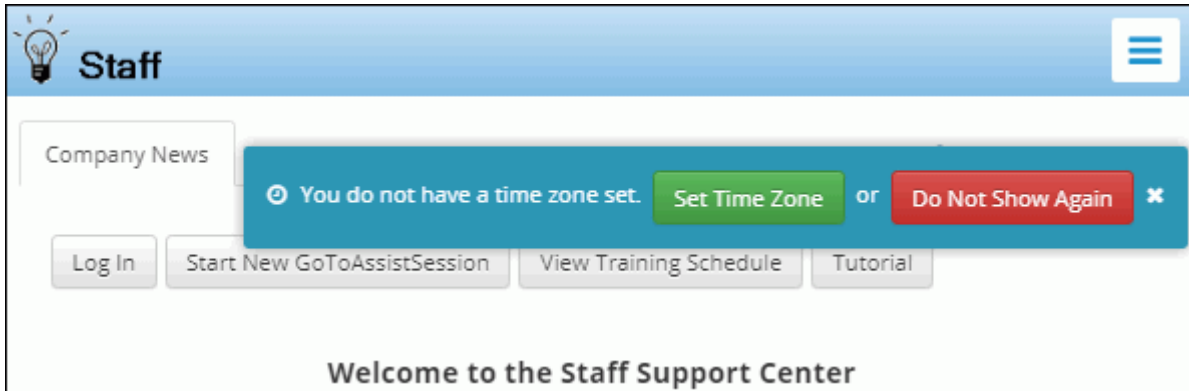 Staff
Company News
You do not have a time zone set. Set Time Zone or Do Not Show Again
Log In Start New GoToAssistSession View Training Schedule Tutorial
Welcome to the Staff Support Center